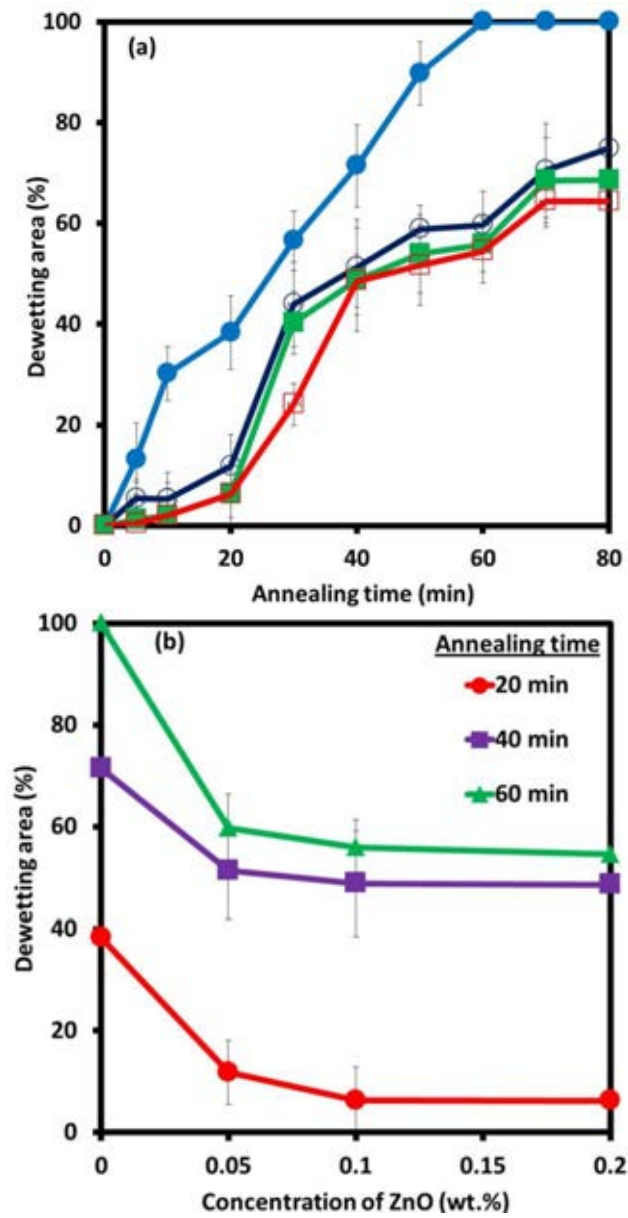 100
(a)
80
60
40
20
0
Dewetting area (%)
0 20 40 60 80
Annealing time (min)
100
(b)
Annealing time
20 min
80
40 min
60 min
60
40
20
0
Dewetting area (%)
0 0.05 0.1 0.15 0.2
Concentration of ZnO (wt.%)